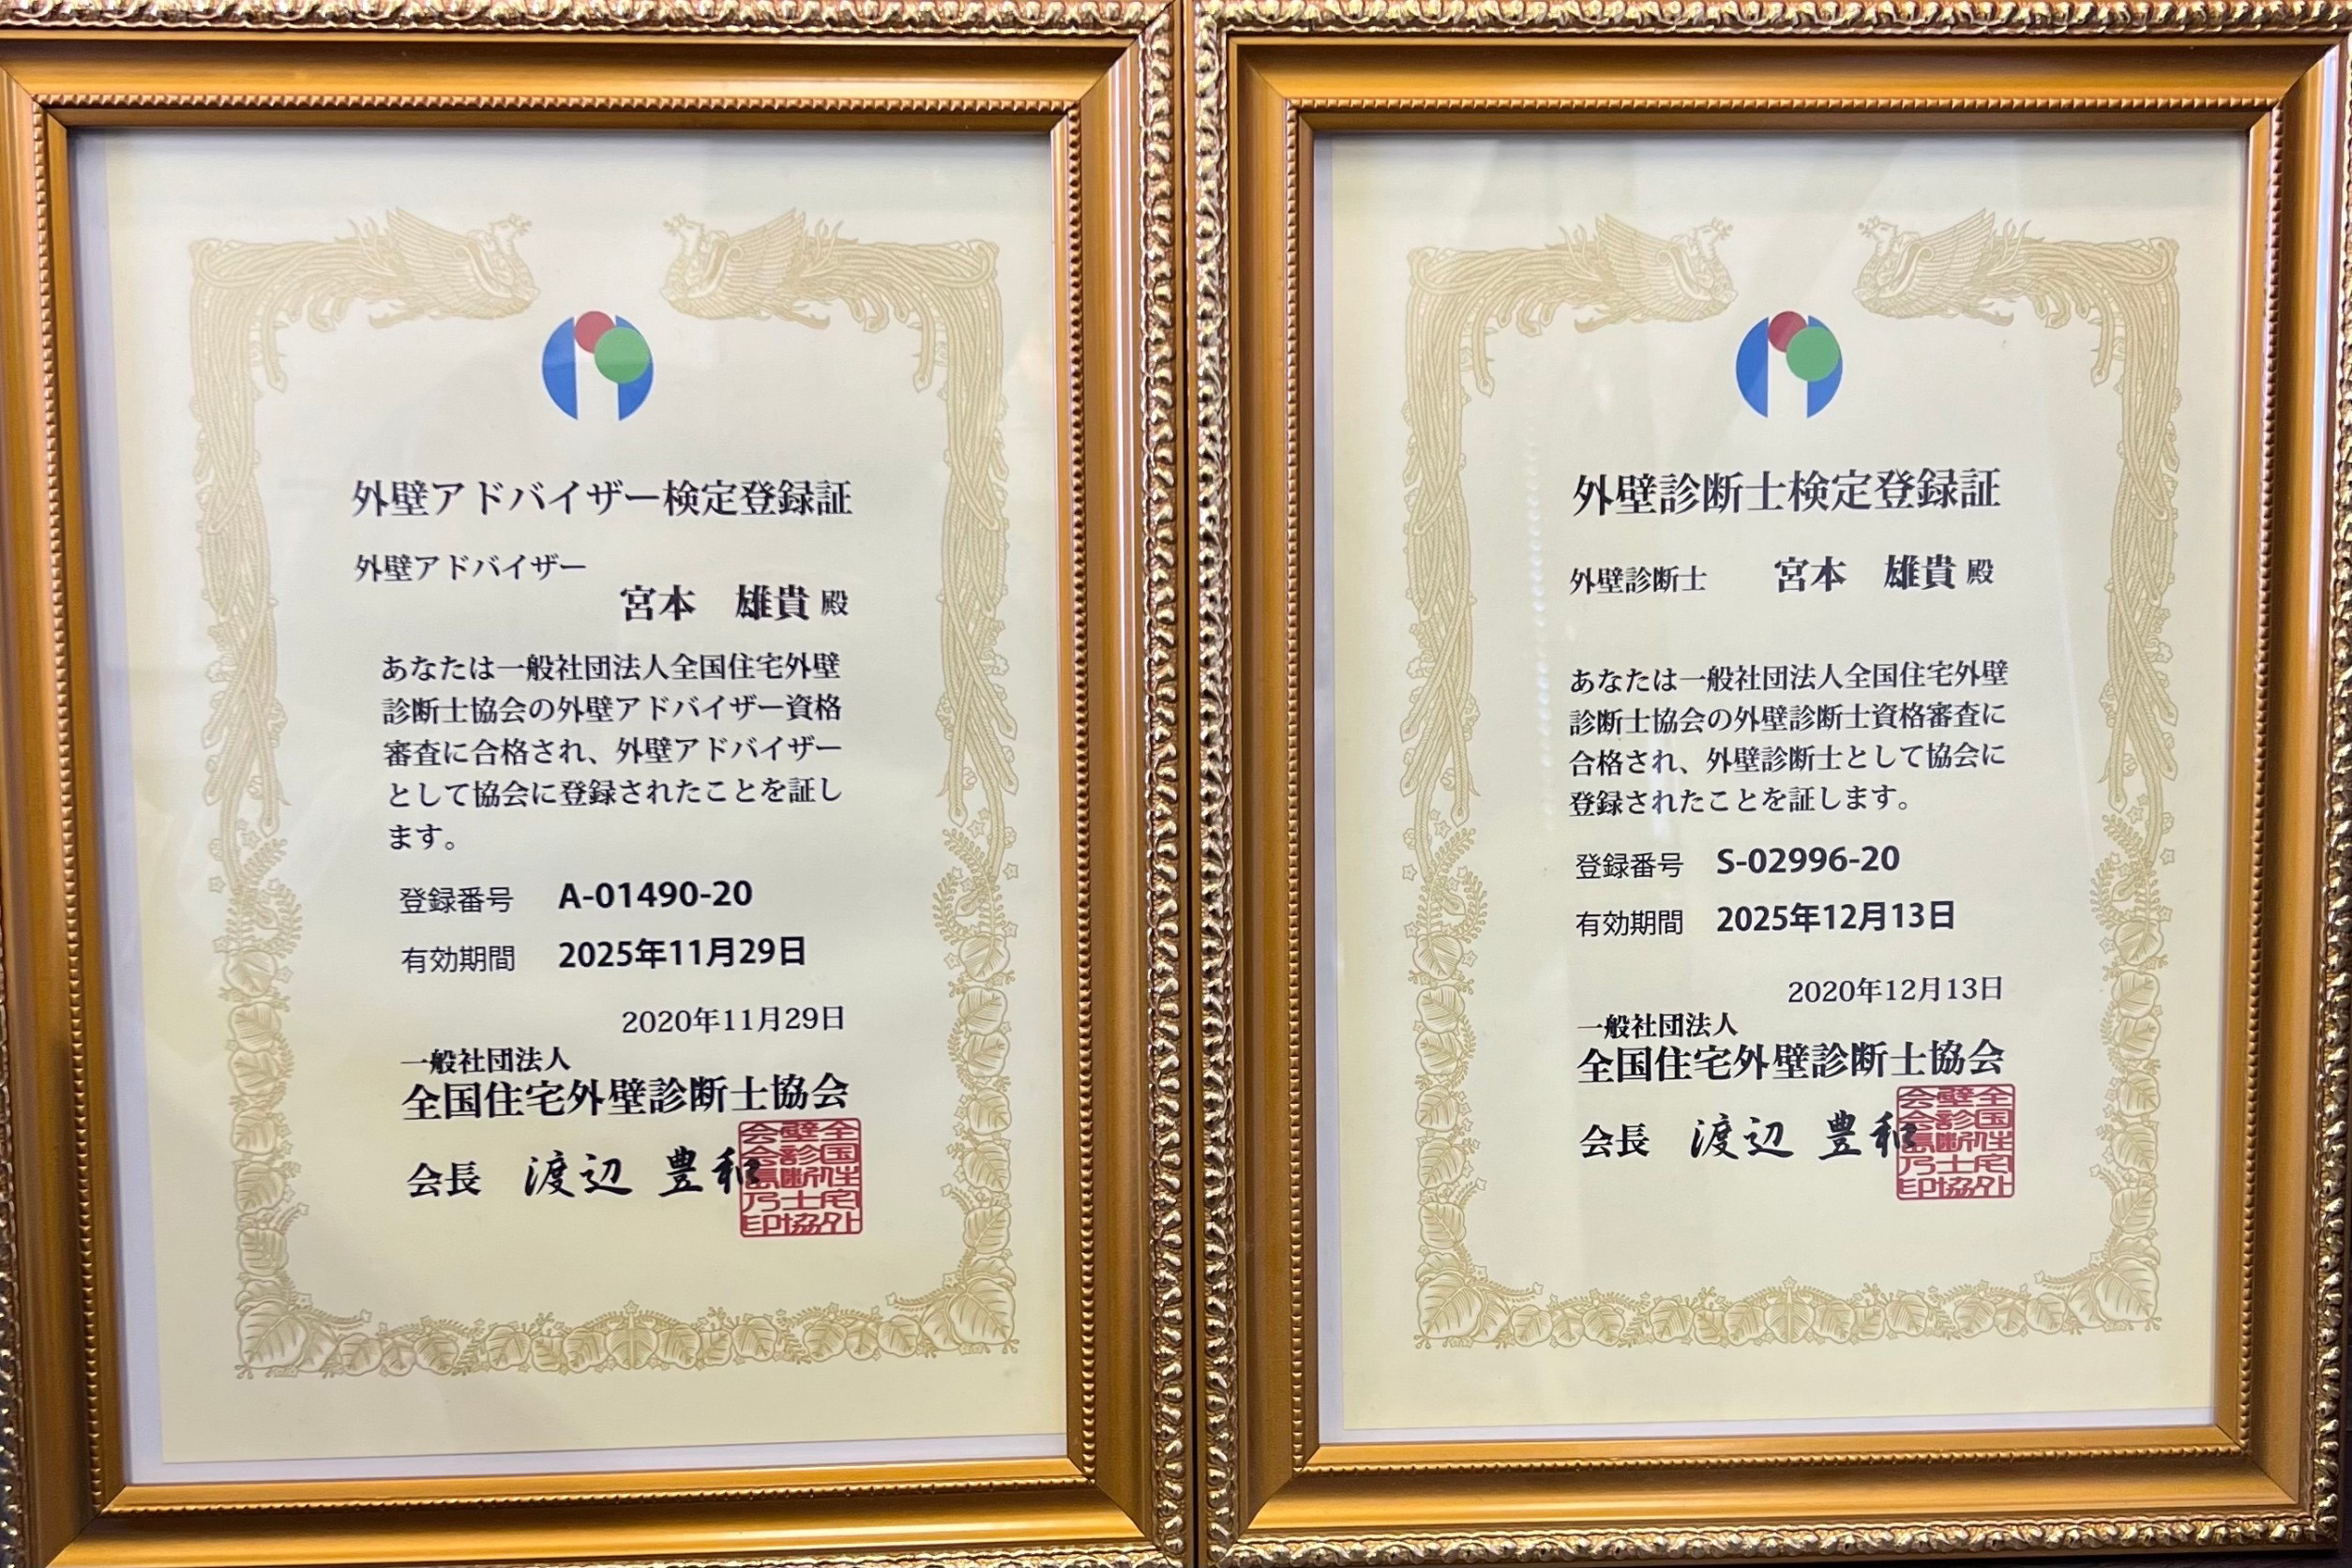 外壁アドバイザー検定登録証
外壁アドバイザー
宮本 雄貴 殿
あなたは一般社団法人全国住宅外壁
診断士協会の外壁アドバイザー資格
審査に合格され、外壁アドバイザー
として協会に登録されたことを証し
ます。
登録番号 A-01490-20
有効期間 2025年11月29日
2020年11月29日
一般社団法人
全国住宅外壁診断士協会
会長 渡辺 豊和
外壁診断士検定登録証
外壁診断士 宮本 雄貴 殿
あなたは一般社団法人全国住宅外壁
診断士協会の外壁診断士資格審査に
合格され、外壁診断士として協会に
登録されたことを証します。
登録番号 S-02996-20
有効期間 2025年12月13日
2020年12月13日
一般社団法人
全国住宅外壁診断士協会
会長 渡辺 豊和